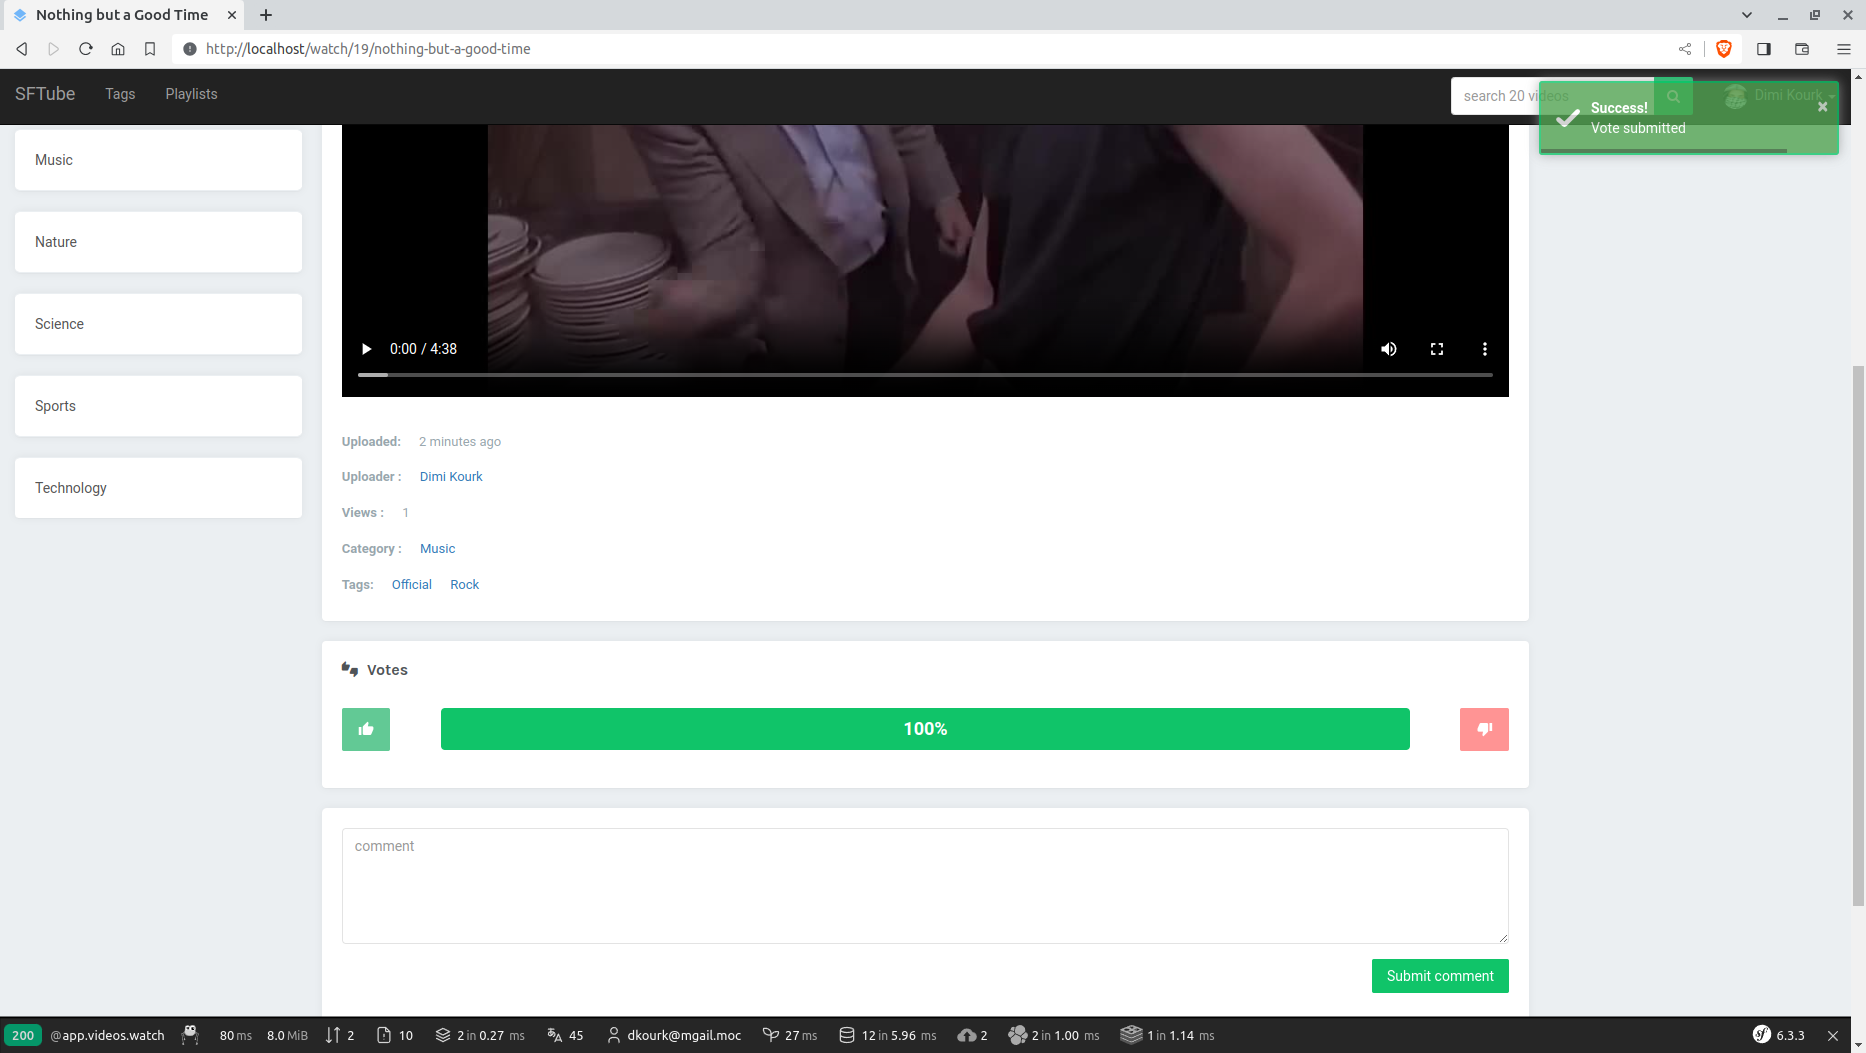 Nothing but a Good Time
http://localhost/watch/19/nothing-but-a-good-time
SFTube
Tags
Playlists
search 20 videos
Dimi Kourk
Success!
Vote submitted
Music
Nature
Science
Sports
Technology
0:00 / 4:38
Uploaded: 2 minutes ago
Uploader : Dimi Kourk
Views : 1
Category : Music
Tags: Official Rock
Votes
100%
comment
Submit comment
200 @app.videos.watch 80 ms 8.0 MiB 2 10 2 in 0.27 ms 45 dkourk@mgail.moc 27 ms 12 in 5.96 ms 2 2 in 1.00 ms 1 in 1.14 ms 6.3.3